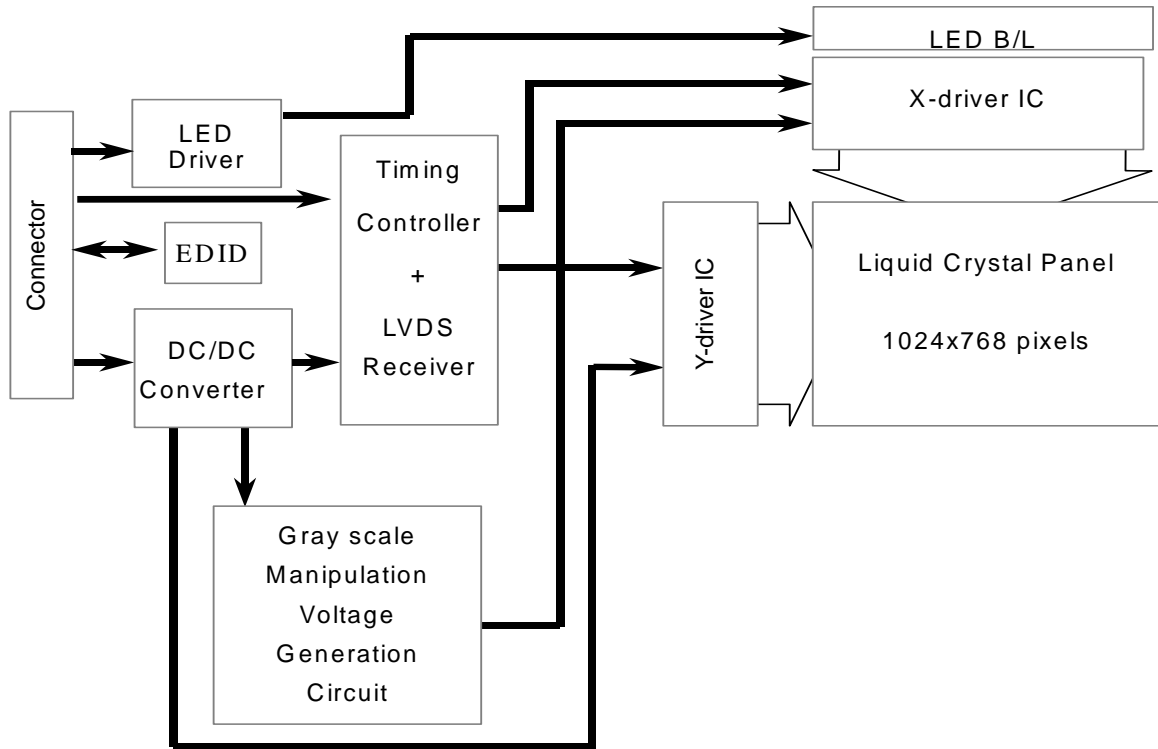 LED B/L
X-driver IC
LED
Driver
Timing
Controller
+
LVDS
Receiver
Connector
EDID
Y-driver IC
Liquid Crystal Panel
1024x768 pixels
DC/DC
Converter
Gray scale
Manipulation
Voltage
Generation
Circuit